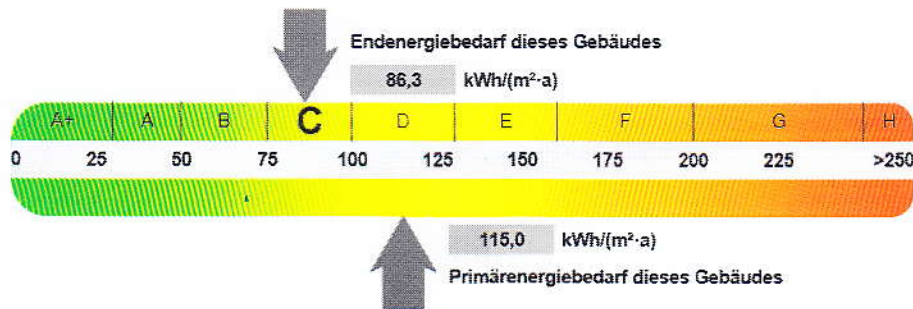 Endenergiebedarf dieses Gebäudes
86,3 kWh/(m²·a)
A+ A B C D E F G H
0 25 50 75 100 125 150 175 200 225 >250
115,0 kWh/(m²·a)
Primärenergiebedarf dieses Gebäudes